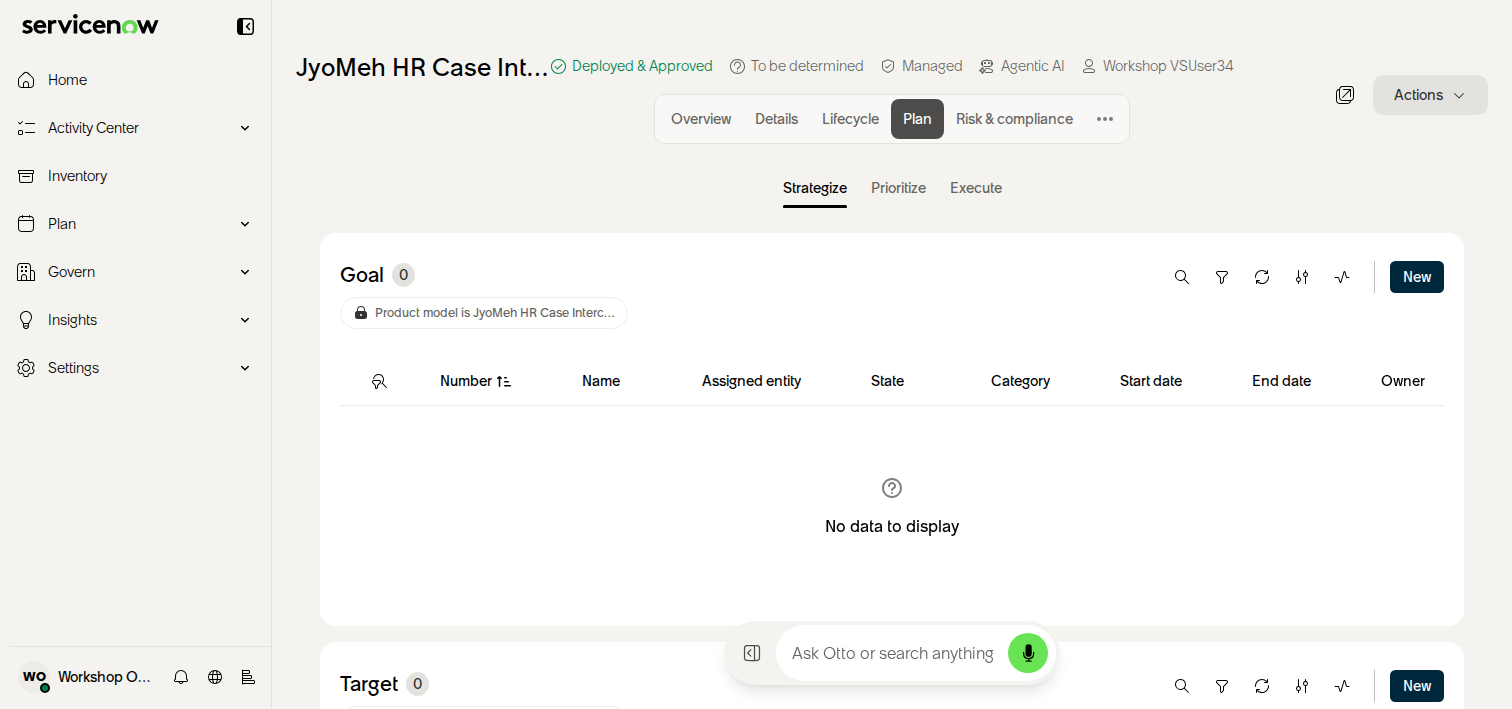 servicenow
Home
Activity Center
Inventory
Plan
Govern
Insights
Settings
WO
Workshop O...
JyoMeh HR Case Int...
Deployed & Approved
To be determined
Managed
Agentic AI
Workshop VSUser34
Actions
Overview
Details
Lifecycle
Plan
Risk & compliance
Strategize
Prioritize
Execute
Goal 0
New
Product model is JyoMeh HR Case Interc...
Number
Name
Assigned entity
State
Category
Start date
End date
Owner
No data to display
Ask Otto or search anything
Target 0
New